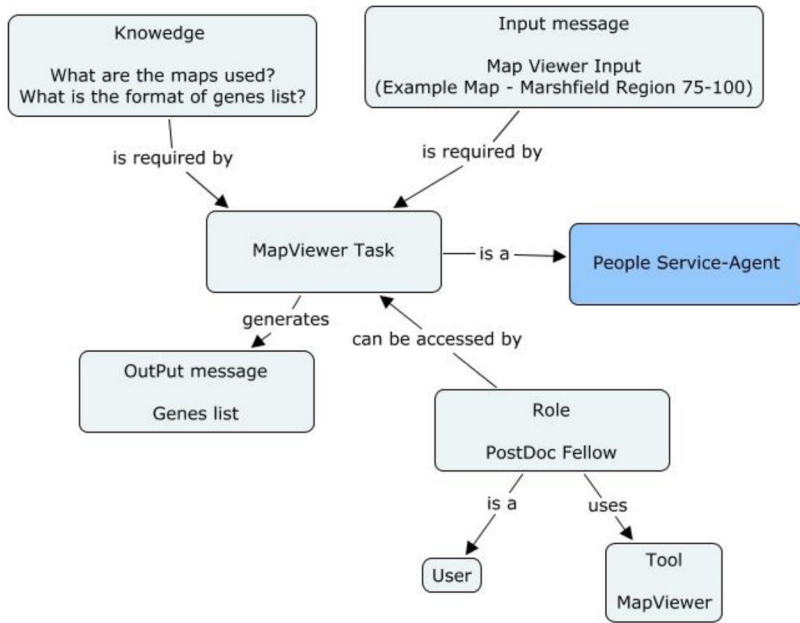 Knowedge
What are the maps used?
What is the format of genes list?
Input message
Map Viewer Input
(Example Map - Marshfield Region 75-100)
is required by
is required by
MapViewer Task
is a
People Service-Agent
generates
can be accessed by
OutPut message
Genes list
Role
PostDoc Fellow
is a
uses
User
Tool
MapViewer